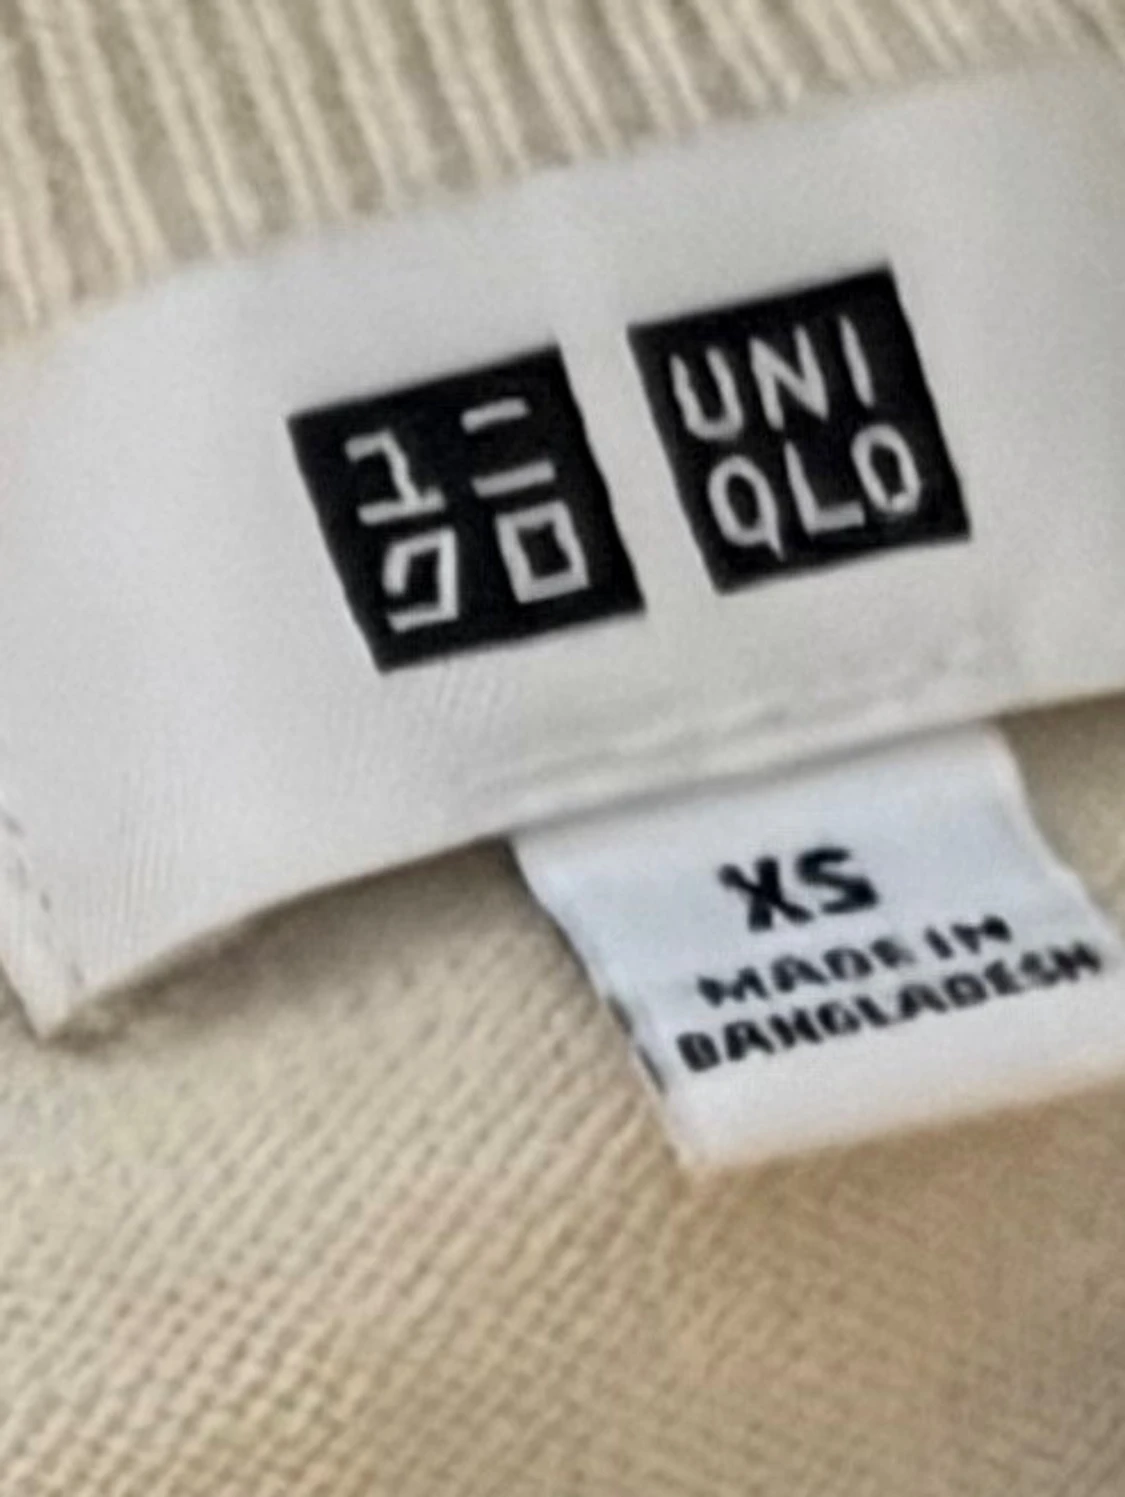 ユニ
クロ
UNI
QLO
XS
MADE IN
BANGLADESH